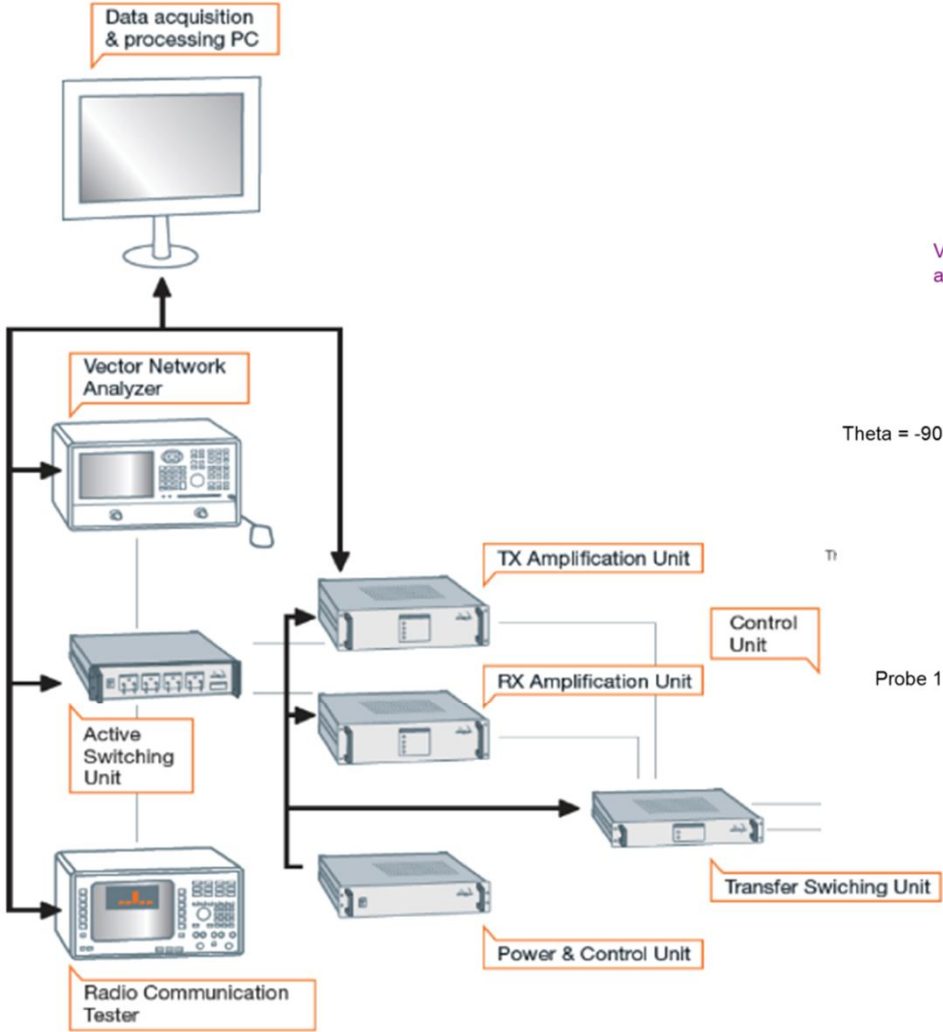 Data acquisition
& processing PC
Vector Network
Analyzer
Theta = -90
TX Amplification Unit
Control
Unit
RX Amplification Unit
Probe 1
Active
Switching
Unit
Transfer Swiching Unit
Power & Control Unit
Radio Communication
Tester